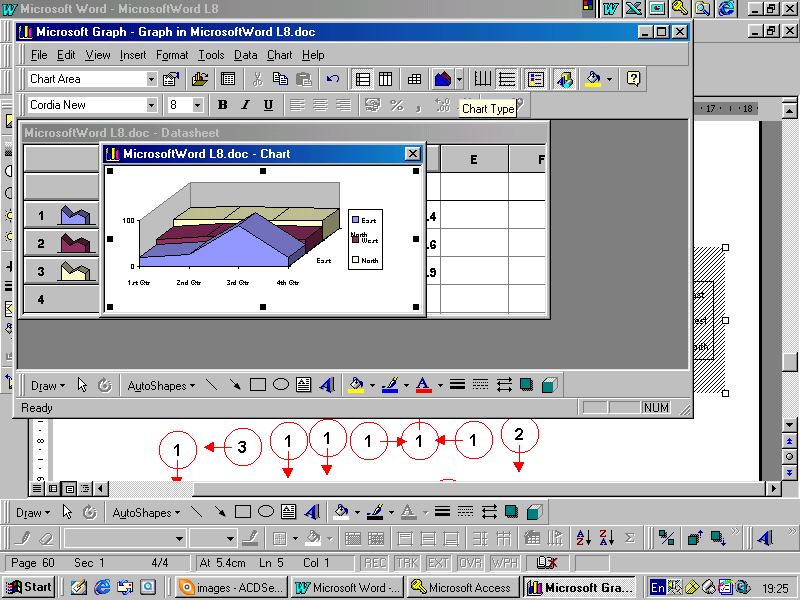 Microsoft Word - MicrosoftWord L8
Microsoft Graph - Graph in MicrosoftWord L8.doc
File Edit View Insert Format Tools Data Chart Help
Chart Area
Cordia New 8 B I U
Chart Type
17 18
MicrosoftWord L8.doc - Datasheet
MicrosoftWord L8.doc - Chart
E F
1 .4
2 .6
3 .9
4
100
0
1st Qtr 2nd Qtr 3rd Qtr 4th Qtr
East
North
East
West
North
Draw AutoShapes
Ready NUM
1 3 1 1 1 1 1 2
Draw AutoShapes
Page 60 Sec 1 4/4 At 5.4cm Ln 5 Col 1 REC TRK EXT OVR WPH
Start images - ACDSe... Microsoft Word -... Microsoft Access Microsoft Gra... En 19:25